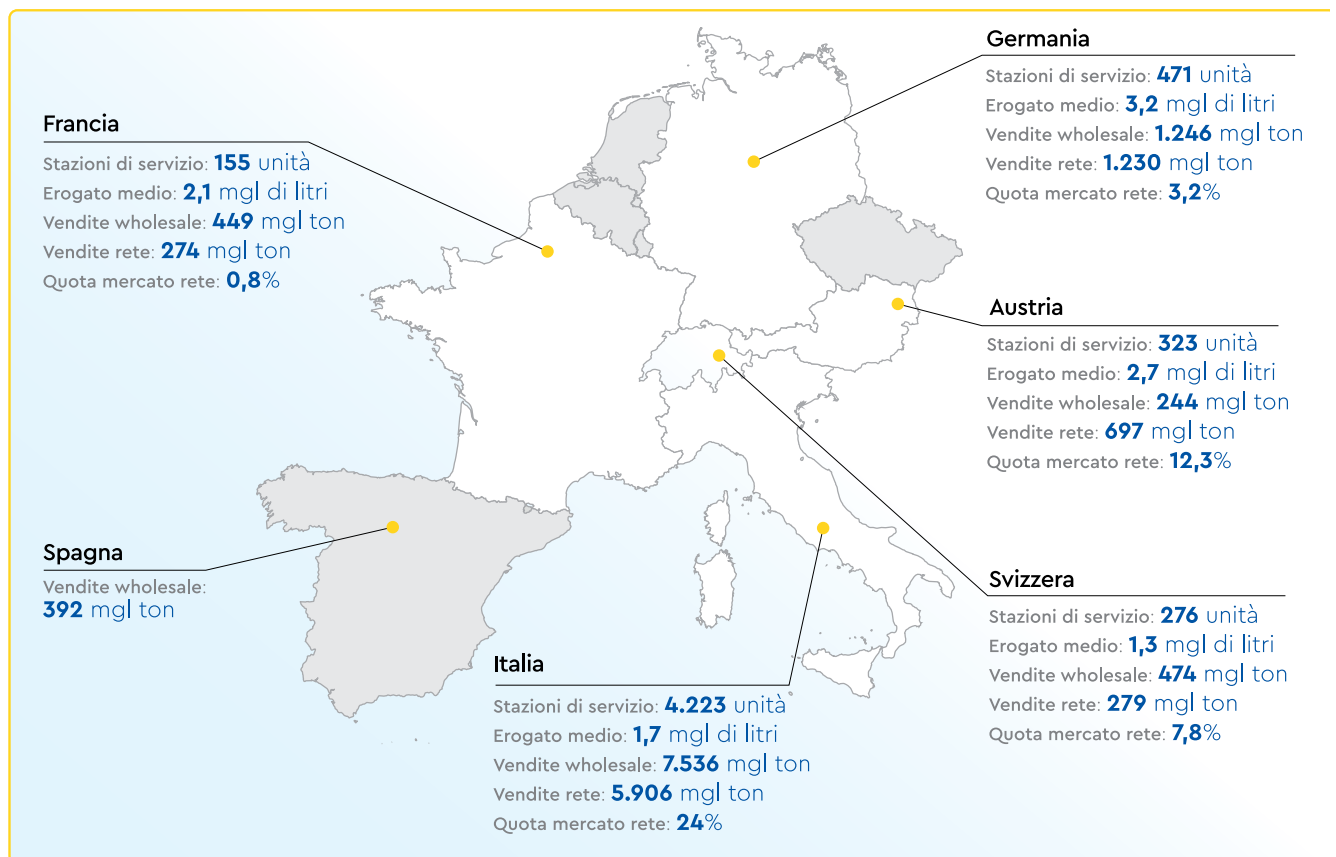 Francia
Stazioni di servizio: 155 unità
Erogato medio: 2,1 mgl di litri
Vendite wholesale: 449 mgl ton
Vendite rete: 274 mgl ton
Quota mercato rete: 0,8%
Germania
Stazioni di servizio: 471 unità
Erogato medio: 3,2 mgl di litri
Vendite wholesale: 1.246 mgl ton
Vendite rete: 1.230 mgl ton
Quota mercato rete: 3,2%
Austria
Stazioni di servizio: 323 unità
Erogato medio: 2,7 mgl di litri
Vendite wholesale: 244 mgl ton
Vendite rete: 697 mgl ton
Quota mercato rete: 12,3%
Spagna
Vendite wholesale:
392 mgl ton
Italia
Stazioni di servizio: 4.223 unità
Erogato medio: 1,7 mgl di litri
Vendite wholesale: 7.536 mgl ton
Vendite rete: 5.906 mgl ton
Quota mercato rete: 24%
Svizzera
Stazioni di servizio: 276 unità
Erogato medio: 1,3 mgl di litri
Vendite wholesale: 474 mgl ton
Vendite rete: 279 mgl ton
Quota mercato rete: 7,8%